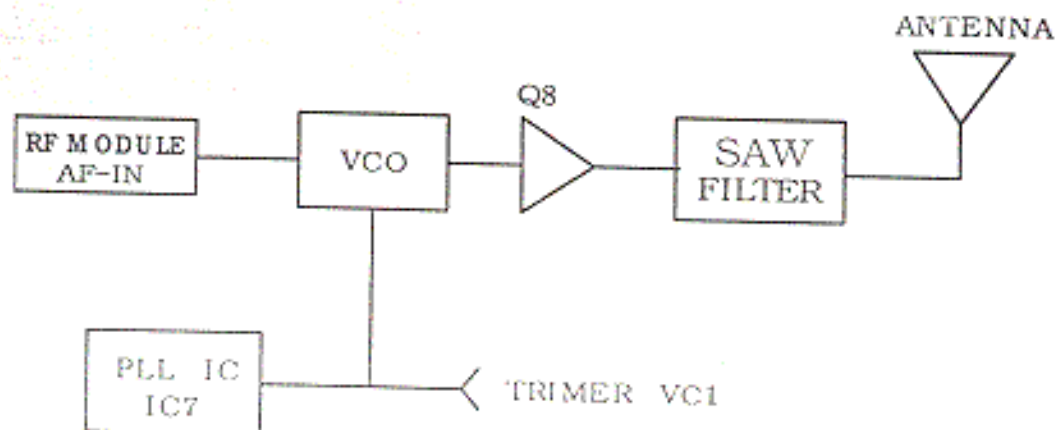 ANTENNA
Q8
RF MODULE
AF-IN
VCO
SAW
FILTER
PLL IC
IC7
TRIMER VC1